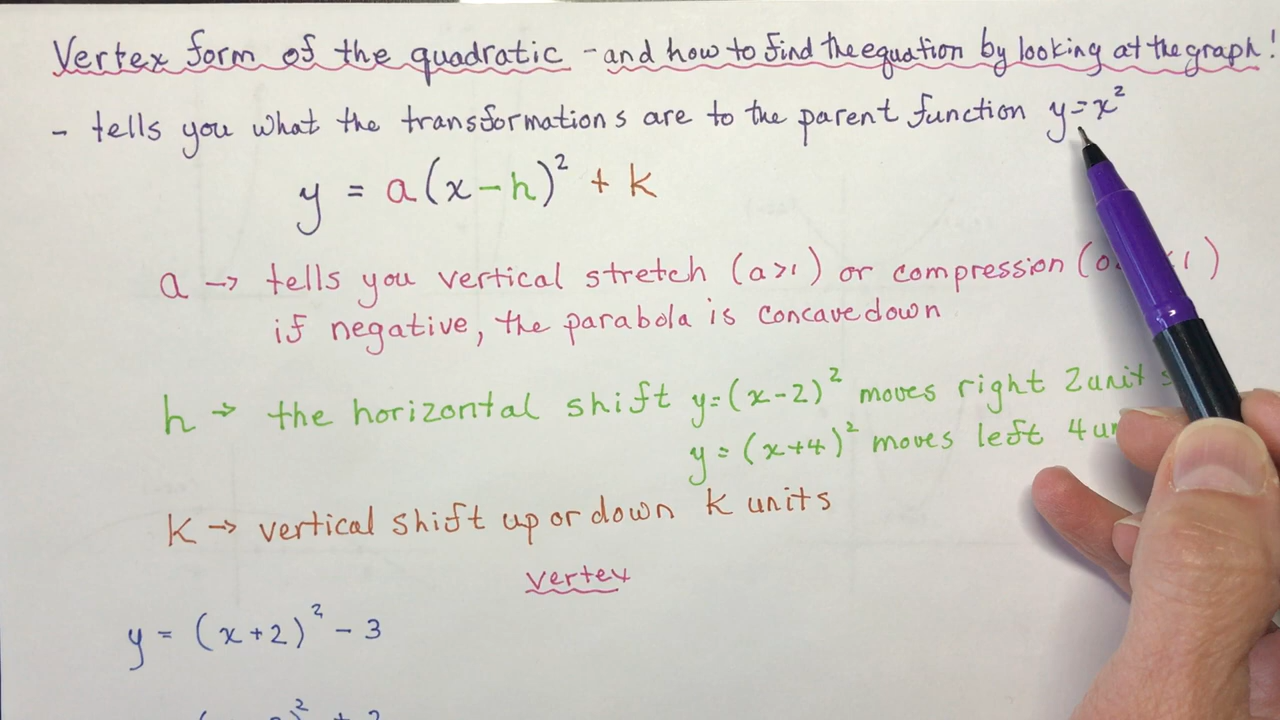 Vertex form of the quadratic - and how to find the equation by looking at the graph!
- tells you what the transformations are to the parent function y=x²
y = a(x-h)² + k
a → tells you vertical stretch (a>1) or compression (0 <1)
if negative, the parabola is concave down
h → the horizontal shift y=(x-2)² moves right 2 units
y = (x+4)² moves left 4
k → vertical shift up or down k units
vertex
y = (x+2)² - 3